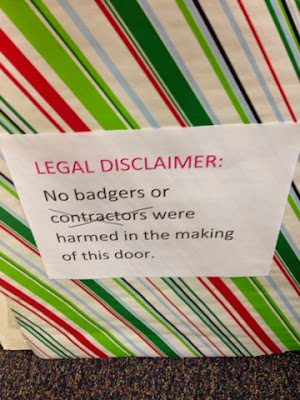 LEGAL DISCLAIMER:
No badgers or
contractors were
harmed in the making
of this door.